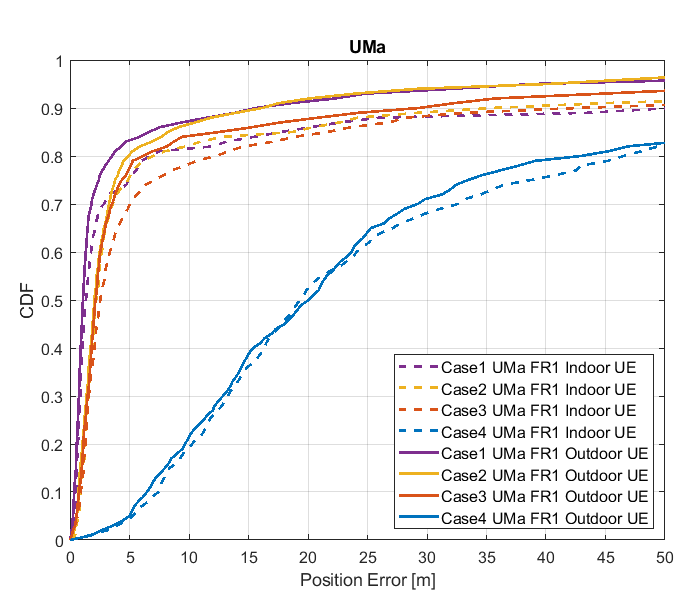 UMa
1
0.9
0.8
0.7
0.6
0.5
0.4
0.3
0.2
0.1
0
CDF
Case1 UMa FR1 Indoor UE
Case2 UMa FR1 Indoor UE
Case3 UMa FR1 Indoor UE
Case4 UMa FR1 Indoor UE
Case1 UMa FR1 Outdoor UE
Case2 UMa FR1 Outdoor UE
Case3 UMa FR1 Outdoor UE
Case4 UMa FR1 Outdoor UE
0 5 10 15 20 25 30 35 40 45 50
Position Error [m]